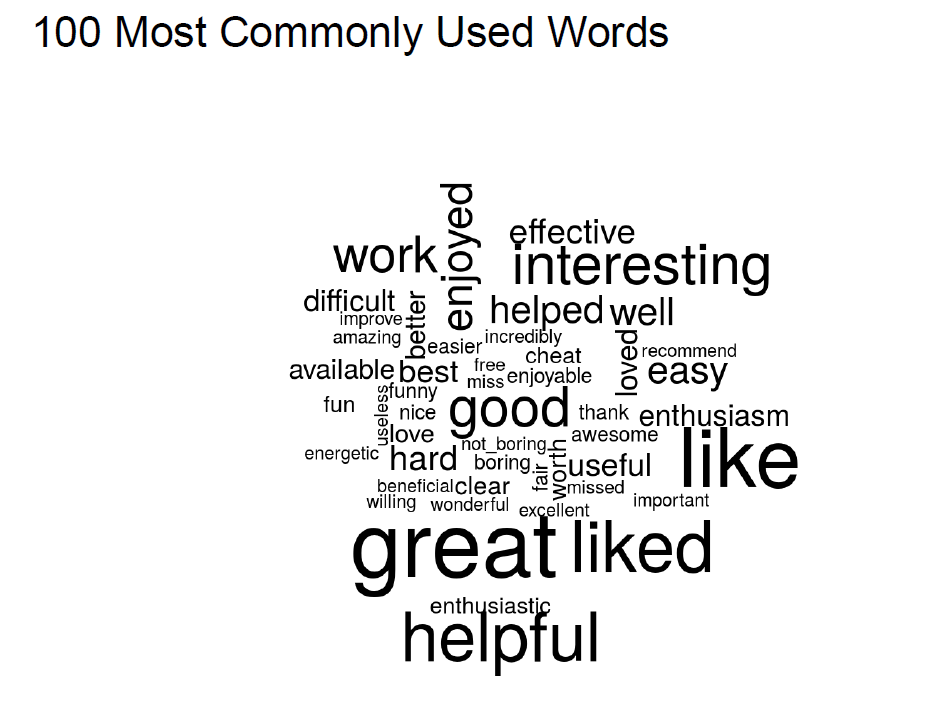 100 Most Commonly Used Words
enjoyed
effective
work
interesting
difficult
improve
better
helped
well
amazing
easier
incredibly
cheat
loved
recommend
available
best
free
miss
enjoyable
easy
useless
funny
fun
nice
good
thank
enthusiasm
love
not_boring
awesome
like
energetic
hard
boring
fair
worth
useful
beneficial
clear
missed
willing
wonderful
excellent
important
great
liked
enthusiastic
helpful